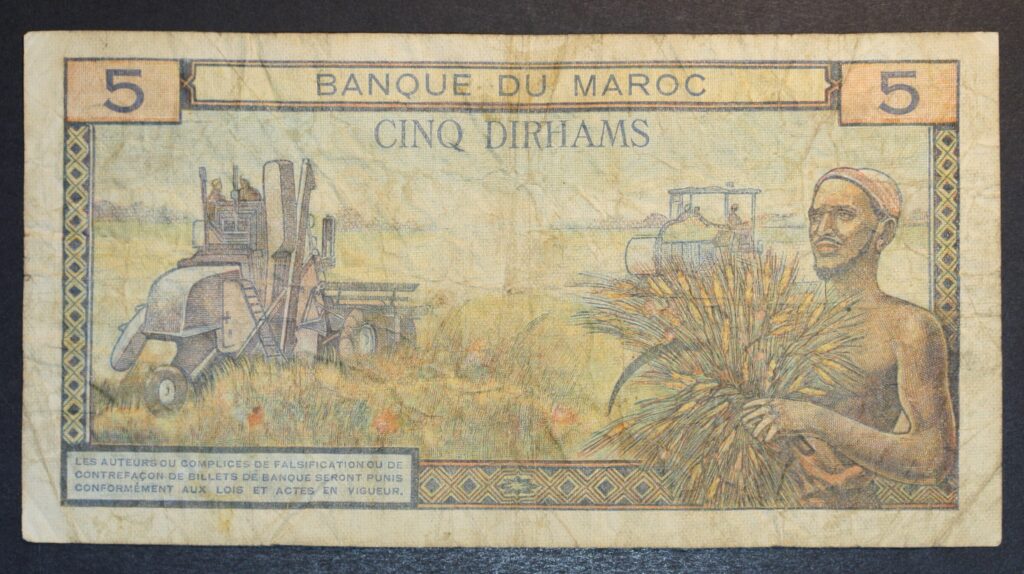 5 BANQUE DU MAROC 5
CINQ DIRHAMS
LES AUTEURS OU COMPLICES DE FALSIFICATION OU DE
CONTREFAÇON DE BILLETS DE BANQUE SERONT PUNIS
CONFORMÉMENT AUX LOIS ET ACTES EN VIGUEUR.